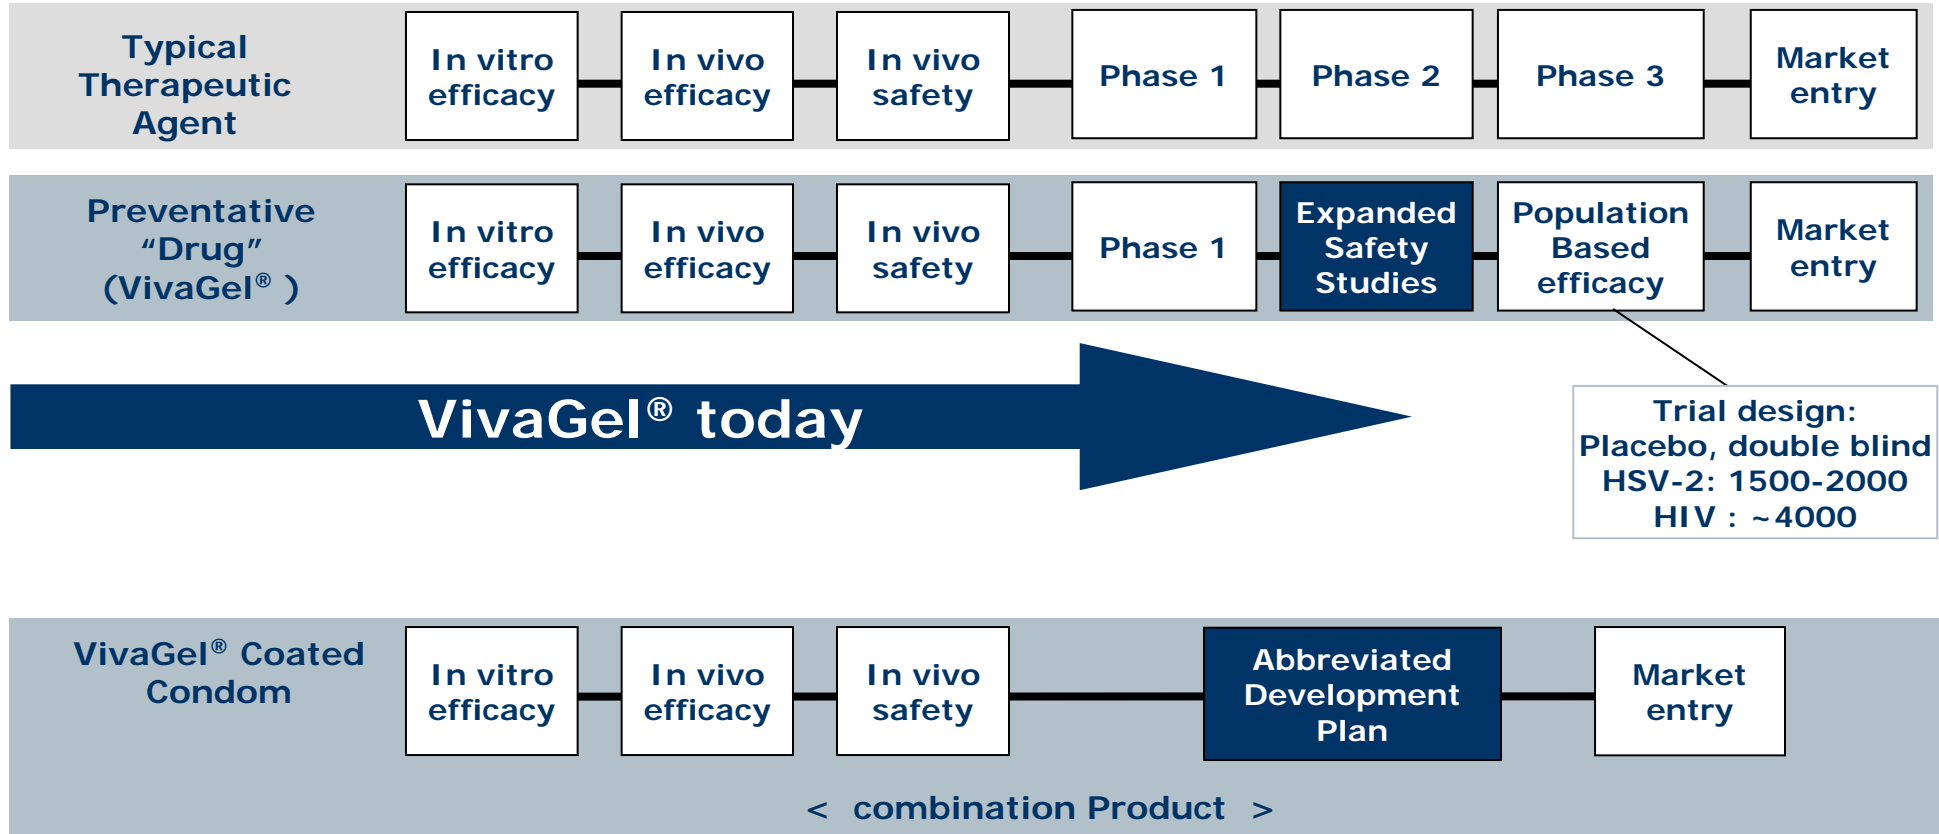 Typical
Therapeutic
Agent
In vitro
efficacy
In vivo
efficacy
In vivo
safety
Phase 1
Phase 2
Phase 3
Market
entry
Preventative
“Drug”
(VivaGel® )
In vitro
efficacy
In vivo
efficacy
In vivo
safety
Phase 1
Expanded
Safety
Studies
Population
Based
efficacy
Market
entry
VivaGel® today
Trial design:
Placebo, double blind
HSV-2: 1500-2000
HIV : ~4000
VivaGel® Coated
Condom
In vitro
efficacy
In vivo
efficacy
In vivo
safety
Abbreviated
Development
Plan
Market
entry
< combination Product >